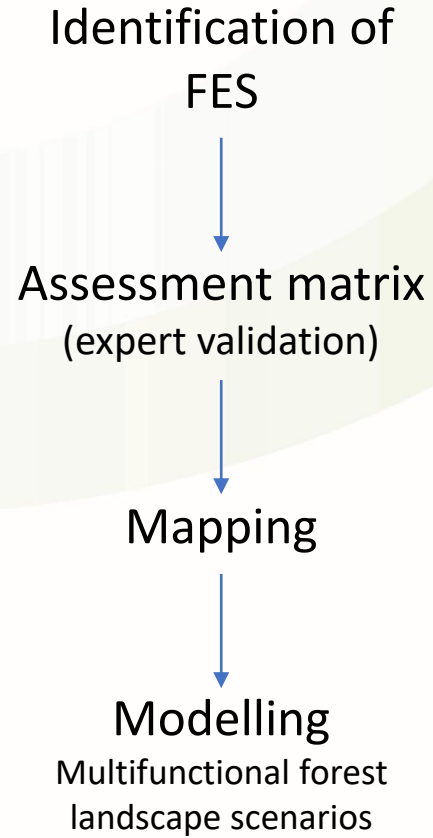 Identification of
FES
Assessment matrix
(expert validation)
Mapping
Modelling
Multifunctional forest
landscape scenarios